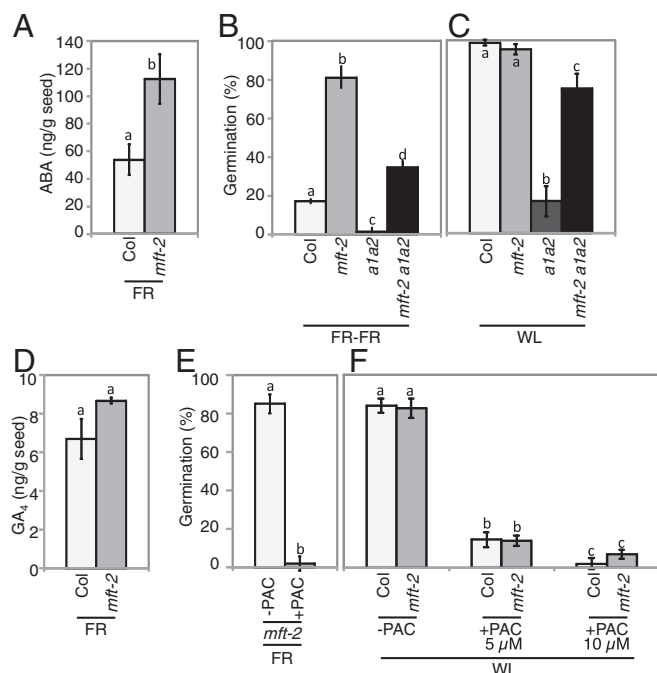 A
ABA (ng/g seed)
140
120
100
80
60
40
20
0
a
b
Col
mft-2
FR
B
Germination (%)
100
80
60
40
20
0
a
b
c
d
Col
mft-2
a1a2
mft-2 a1a2
FR-FR
C
a
a
b
c
Col
mft-2
a1a2
mft-2 a1a2
WL
D
GA4 (ng/g seed)
10
8
6
4
2
0
a
a
Col
mft-2
FR
E
Germination (%)
100
80
60
40
20
0
a
b
-PAC
+PAC
mft-2
FR
F
a
a
b
b
c
c
Col
mft-2
Col
mft-2
Col
mft-2
-PAC
+PAC
5 µM
+PAC
10 µM
WL